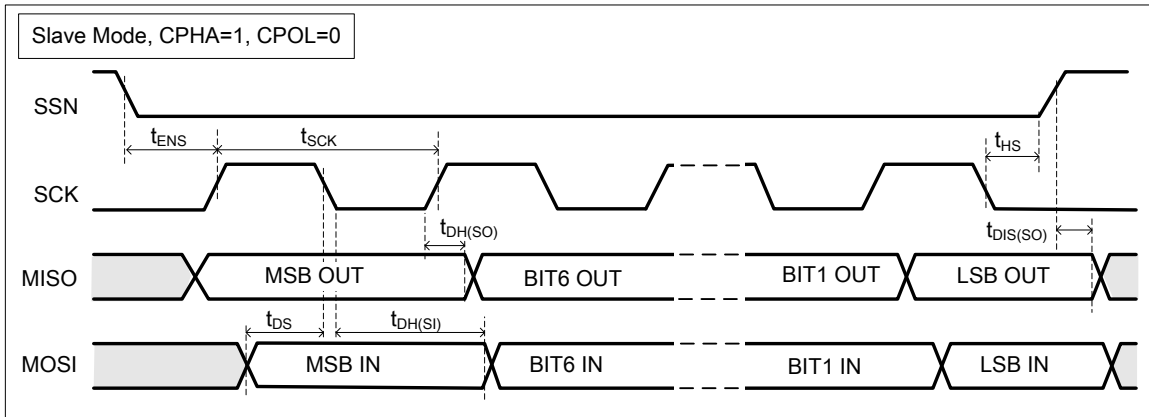 Slave Mode, CPHA=1, CPOL=0
SSN
tENS
tSCK
tHS
SCK
tDH(SO)
tDIS(SO)
MISO
MSB OUT
BIT6 OUT
BIT1 OUT
LSB OUT
tDS
tDH(SI)
MOSI
MSB IN
BIT6 IN
BIT1 IN
LSB IN